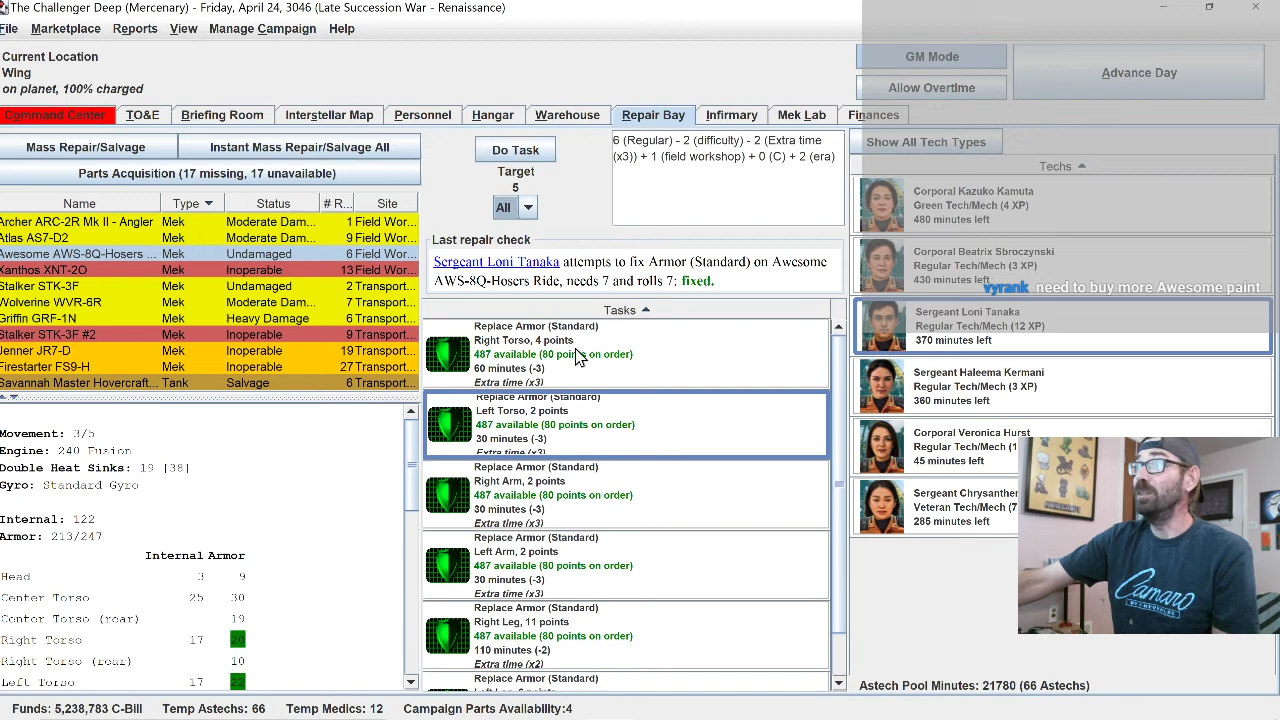 The Challenger Deep (Mercenary) - Friday, April 24, 3046 (Late Succession War - Renaissance)
File Marketplace Reports View Manage Campaign Help
Current Location
Wing
on planet, 100% charged
GM Mode
Allow Overtime
Advance Day
Command Center TO&E Briefing Room Interstellar Map Personnel Hangar Warehouse Repair Bay Infirmary Mek Lab Finances
Mass Repair/Salvage Instant Mass Repair/Salvage All
Parts Acquisition (17 missing, 17 unavailable)
Name Type Status # R... Site
Archer ARC-2R Mk II - Angler Mek Moderate Dam... 1 Field Wor...
Atlas AS7-D2 Mek Moderate Dam... 9 Field Wor...
Awesome AWS-8Q-Hosers ... Mek Undamaged 6 Field Wor...
Xanthos XNT-2O Mek Inoperable 13 Field Wor...
Stalker STK-3F Mek Undamaged 2 Transport...
Wolverine WVR-6R Mek Moderate Dam... 7 Transport...
Griffin GRF-1N Mek Heavy Damage 6 Transport...
Stalker STK-3F #2 Mek Inoperable 9 Transport...
Jenner JR7-D Mek Inoperable 19 Transport...
Firestarter FS9-H Mek Inoperable 27 Transport...
Savannah Master Hovercraft... Tank Salvage 6 Transport...
Movement: 3/5
Engine: 240 Fusion
Double Heat Sinks: 19 [38]
Gyro: Standard Gyro
Internal: 122
Armor: 213/247
Internal Armor
Head 3 9
Center Torso 25 30
Center Torso (rear) 19
Right Torso 17 20
Right Torso (rear) 10
Left Torso 17
Do Task
Target
5
All
6 (Regular) - 2 (difficulty) - 2 (Extra time
(x3)) + 1 (field workshop) + 0 (C) + 2 (era)
Last repair check
Sergeant Loni Tanaka attempts to fix Armor (Standard) on Awesome
AWS-8Q-Hosers Ride, needs 7 and rolls 7: fixed.
Tasks
Replace Armor (Standard)
Right Torso, 4 points
487 available (80 points on order)
60 minutes (-3)
Extra time (x3)
Replace Armor (Standard)
Left Torso, 2 points
487 available (80 points on order)
30 minutes (-3)
Extra time (x3)
Replace Armor (Standard)
Right Arm, 2 points
487 available (80 points on order)
30 minutes (-3)
Extra time (x3)
Replace Armor (Standard)
Left Arm, 2 points
487 available (80 points on order)
30 minutes (-3)
Extra time (x3)
Replace Armor (Standard)
Right Leg, 11 points
487 available (80 points on order)
110 minutes (-2)
Extra time (x2)
Replace Armor (Standard)
Show All Tech Types
Techs
Corporal Kazuko Kamuta
Green Tech/Mech (4 XP)
480 minutes left
Corporal Beatrix Sbroczynski
Regular Tech/Mech (3 XP)
430 minutes left
vyrank need to buy more Awesome paint
Sergeant Loni Tanaka
Regular Tech/Mech (12 XP)
370 minutes left
Sergeant Haleema Kermani
Regular Tech/Mech (3 XP)
360 minutes left
Corporal Veronica Hurst
Regular Tech/Mech (1
45 minutes left
Sergeant Chrysanther
Veteran Tech/Mech (7
285 minutes left
Camaro
BY CHEVROLET
Astech Pool Minutes: 21780 (66 Astechs)
Funds: 5,238,783 C-Bill Temp Astechs: 66 Temp Medics: 12 Campaign Parts Availability:4